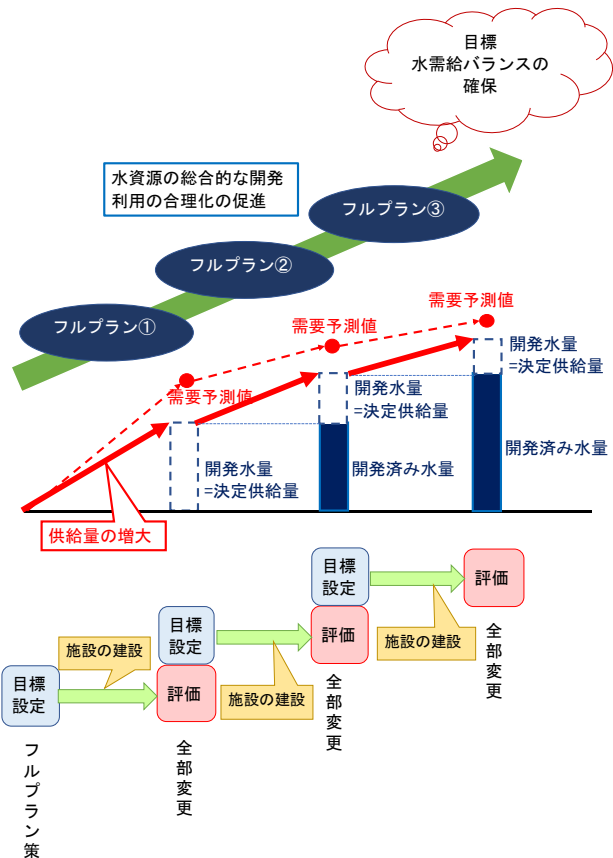 目標
水需給バランスの
確保
水資源の総合的な開発
利用の合理化の促進
フルプラン③
フルプラン②
フルプラン①
需要予測値
需要予測値
需要予測値
開発水量
=決定供給量
開発水量
=決定供給量
開発水量
=決定供給量
開発済み水量
開発済み水量
供給量の増大
目標
設定
評価
施設の建設
全部変更
目標
設定
評価
施設の建設
全部変更
目標
設定
施設の建設
評価
全部変更
フルプラン策